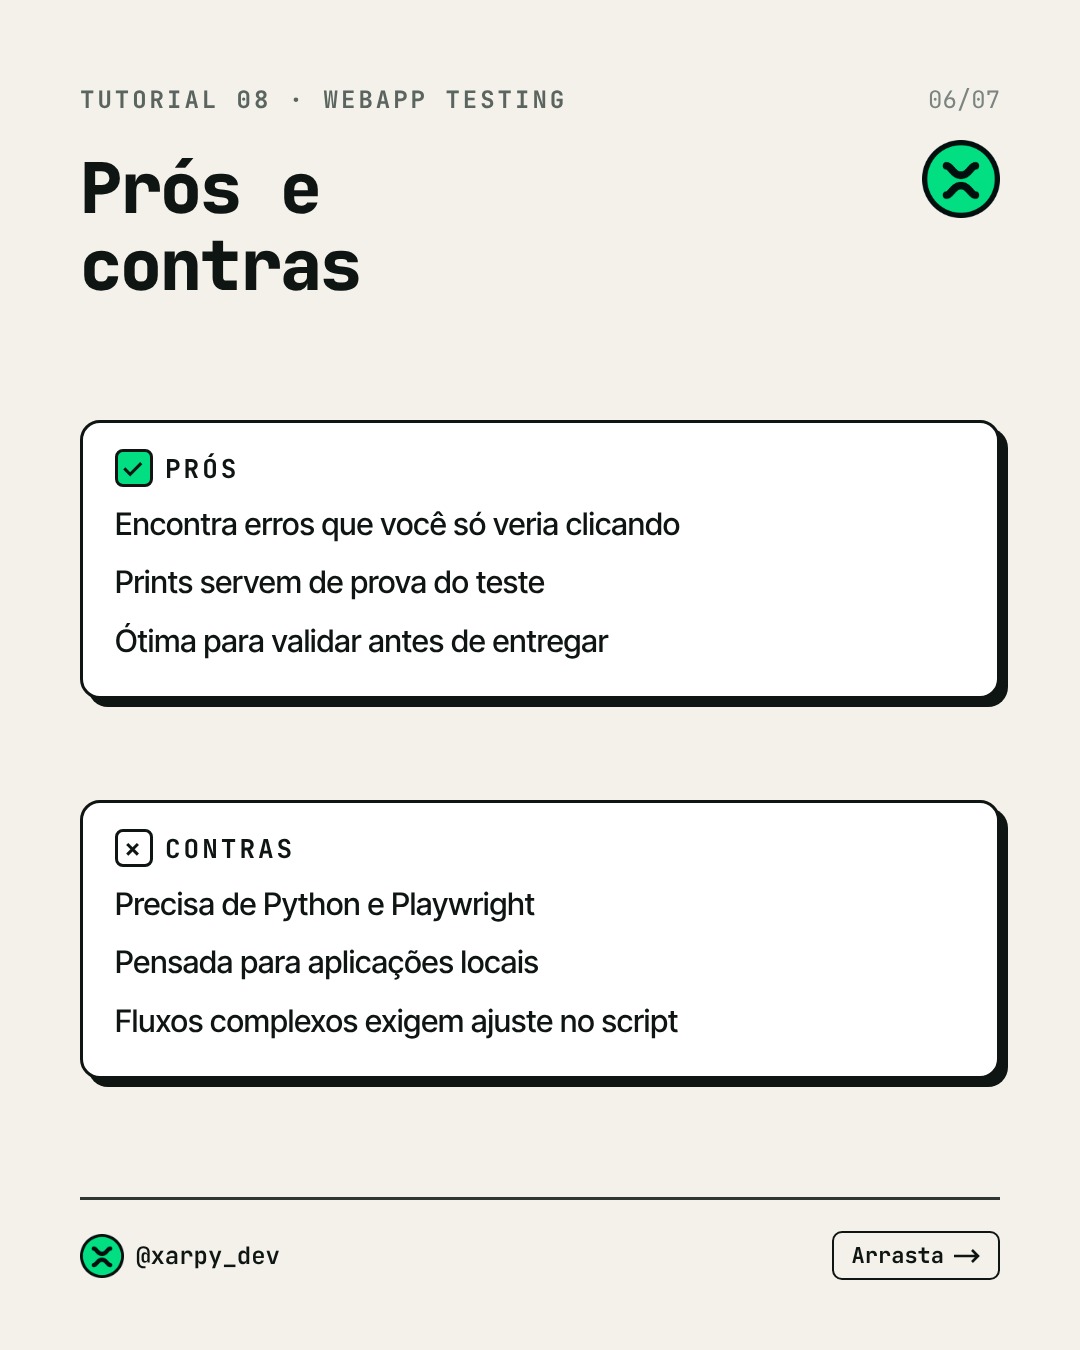 TUTORIAL 08 · WEBAPP TESTING
06/07
Prós e
contras
PRÓS
Encontra erros que você só veria clicando
Prints servem de prova do teste
Ótima para validar antes de entregar
CONTRAS
Precisa de Python e Playwright
Pensada para aplicações locais
Fluxos complexos exigem ajuste no script
@xarpy_dev
Arrasta →